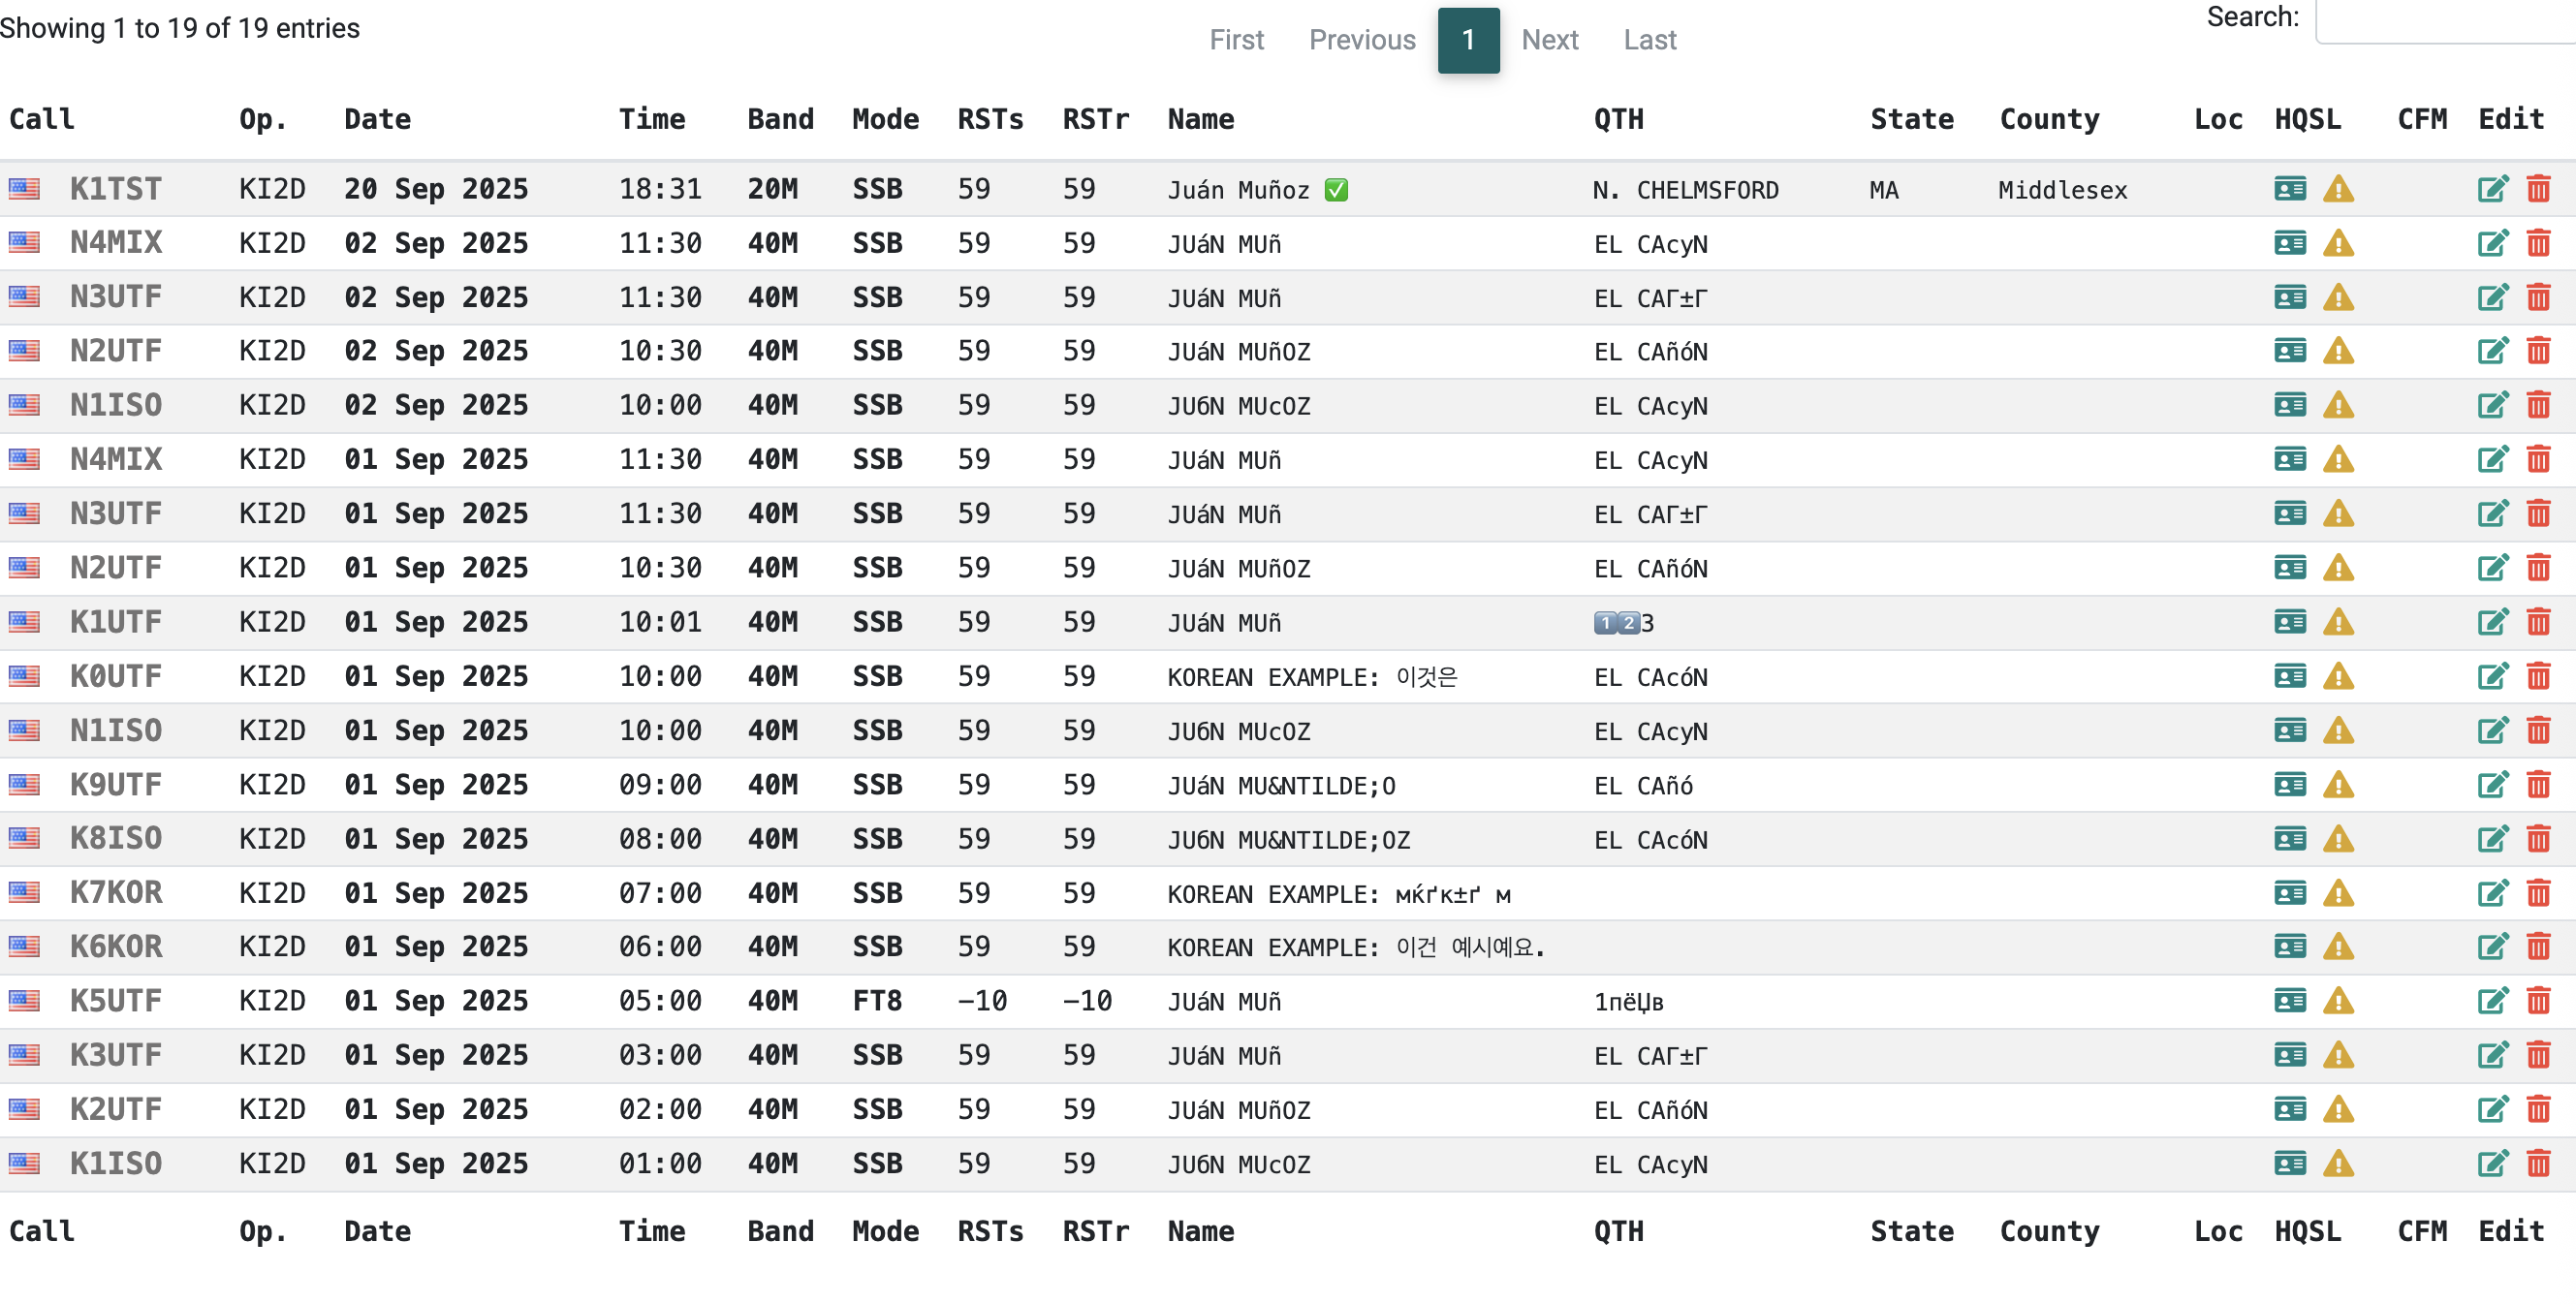 Showing 1 to 19 of 19 entries First Previous 1 Next Last Search:
Call Op. Date Time Band Mode RSTs RSTr Name QTH State County Loc HQSL CFM Edit
K1TST KI2D 20 Sep 2025 18:31 20M SSB 59 59 Juán Muñoz ✅ N. CHELMSFORD MA Middlesex
N4MIX KI2D 02 Sep 2025 11:30 40M SSB 59 59 JUáN MUñ EL CAсуN
N3UTF KI2D 02 Sep 2025 11:30 40M SSB 59 59 JUáN MUñ EL CAГ±Г
N2UTF KI2D 02 Sep 2025 10:30 40M SSB 59 59 JUáN MUñOZ EL CAñóN
N1ISO KI2D 02 Sep 2025 10:00 40M SSB 59 59 JUбN MUсOZ EL CAсуN
N4MIX KI2D 01 Sep 2025 11:30 40M SSB 59 59 JUáN MUñ EL CAсуN
N3UTF KI2D 01 Sep 2025 11:30 40M SSB 59 59 JUáN MUñ EL CAГ±Г
N2UTF KI2D 01 Sep 2025 10:30 40M SSB 59 59 JUáN MUñOZ EL CAñóN
K1UTF KI2D 01 Sep 2025 10:01 40M SSB 59 59 JUáN MUñ 1️⃣2️⃣3
K0UTF KI2D 01 Sep 2025 10:00 40M SSB 59 59 KOREAN EXAMPLE: 이것은 EL CAсóN
N1ISO KI2D 01 Sep 2025 10:00 40M SSB 59 59 JUбN MUсOZ EL CAсуN
K9UTF KI2D 01 Sep 2025 09:00 40M SSB 59 59 JUáN MU&NTILDE;O EL CAñó
K8ISO KI2D 01 Sep 2025 08:00 40M SSB 59 59 JUбN MU&NTILDE;OZ EL CAсóN
K7KOR KI2D 01 Sep 2025 07:00 40M SSB 59 59 KOREAN EXAMPLE: мќґк±ґ м
K6KOR KI2D 01 Sep 2025 06:00 40M SSB 59 59 KOREAN EXAMPLE: 이건 예시예요.
K5UTF KI2D 01 Sep 2025 05:00 40M FT8 −10 −10 JUáN MUñ 1пёЏв
K3UTF KI2D 01 Sep 2025 03:00 40M SSB 59 59 JUáN MUñ EL CAГ±Г
K2UTF KI2D 01 Sep 2025 02:00 40M SSB 59 59 JUáN MUñOZ EL CAñóN
K1ISO KI2D 01 Sep 2025 01:00 40M SSB 59 59 JUбN MUсOZ EL CAсуN
Call Op. Date Time Band Mode RSTs RSTr Name QTH State County Loc HQSL CFM Edit